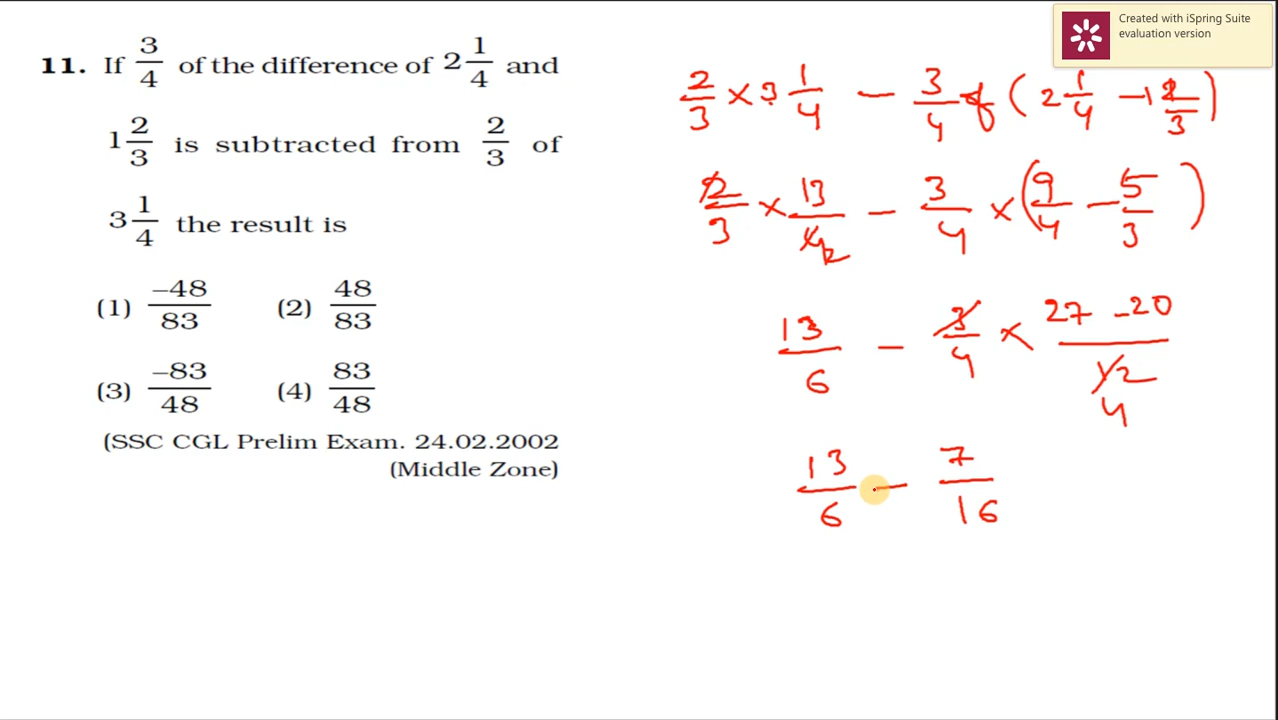 Created with iSpring Suite
evaluation version
11. If 3/4 of the difference of 2 1/4 and
1 2/3 is subtracted from 2/3 of
3 1/4 the result is
(1) –48/83 (2) 48/83
(3) –83/48 (4) 83/48
(SSC CGL Prelim Exam. 24.02.2002
(Middle Zone)
2/3 × 3 1/4 – 3/4 of (2 1/4 – 1 2/3)
2/3 × 13/4 2 – 3/4 × (9/4 – 5/3)
13/6 – 3/4 × 27 - 20/12 4
13/6 – 7/16